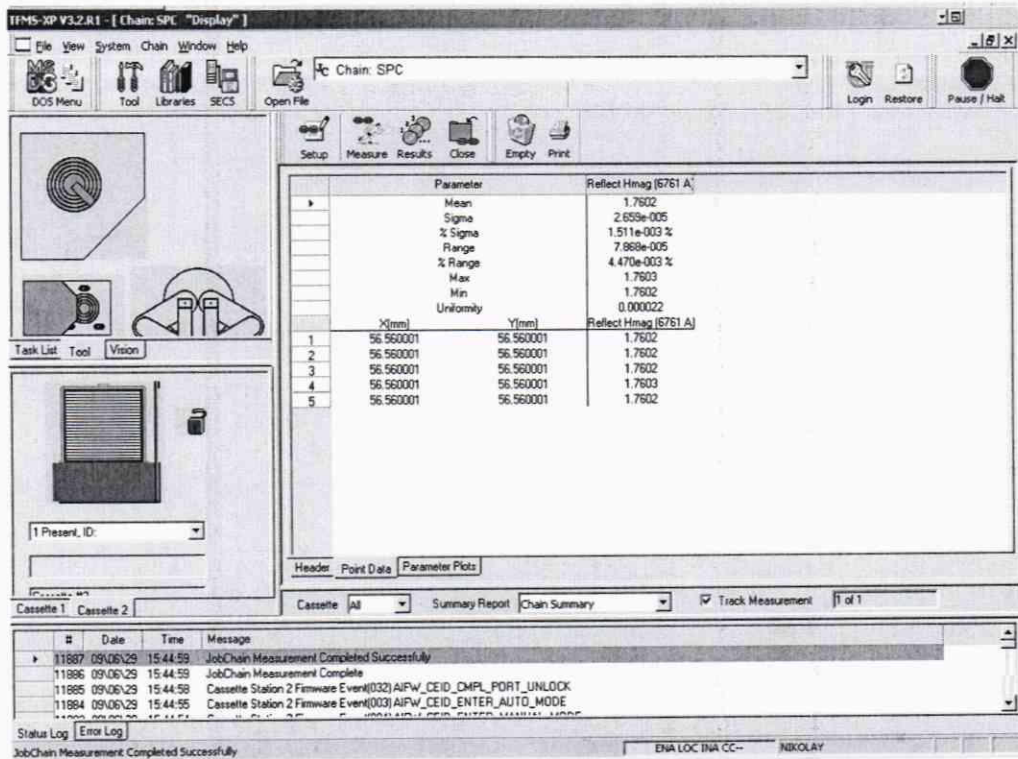 TFMS-XP V3.2.R1 - [ Chain: SPC "Display" ]
File View System Chain Window Help
DOS Menu Tool Libraries SECS Open File
Chain: SPC
Login Restore Pause / Halt
Setup Measure Results Close Empty Print
Parameter Reflect Hmag (6761 A)
Mean 1.7602
Sigma 2.659e-005
% Sigma 1.511e-003 %
Range 7.868e-005
% Range 4.470e-003 %
Max 1.7603
Min 1.7602
Uniformity 0.000022
X(mm) Y(mm) Reflect Hmag (6761 A)
1 56.560001 56.560001 1.7602
2 56.560001 56.560001 1.7602
3 56.560001 56.560001 1.7602
4 56.560001 56.560001 1.7603
5 56.560001 56.560001 1.7602
Task List Tool Vision
1 Present, ID:
Cassette 1 Cassette 2
Header Point Data Parameter Plots
Cassette All Summary Report Chain Summary Track Measurement 1 of 1
# Date Time Message
11887 09\06\29 15:44:59 JobChain Measurement Completed Successfully
11886 09\06\29 15:44:59 JobChain Measurement Complete
11885 09\06\29 15:44:58 Cassette Station 2 Firmware Event(032) AIFW_CEID_CMPL_PORT_UNLOCK
11884 09\06\29 15:44:55 Cassette Station 2 Firmware Event(003) AIFW_CEID_ENTER_AUTO_MODE
Status Log Error Log
JobChain Measurement Completed Successfully ENA LOC INA CC-- NIKOLAY